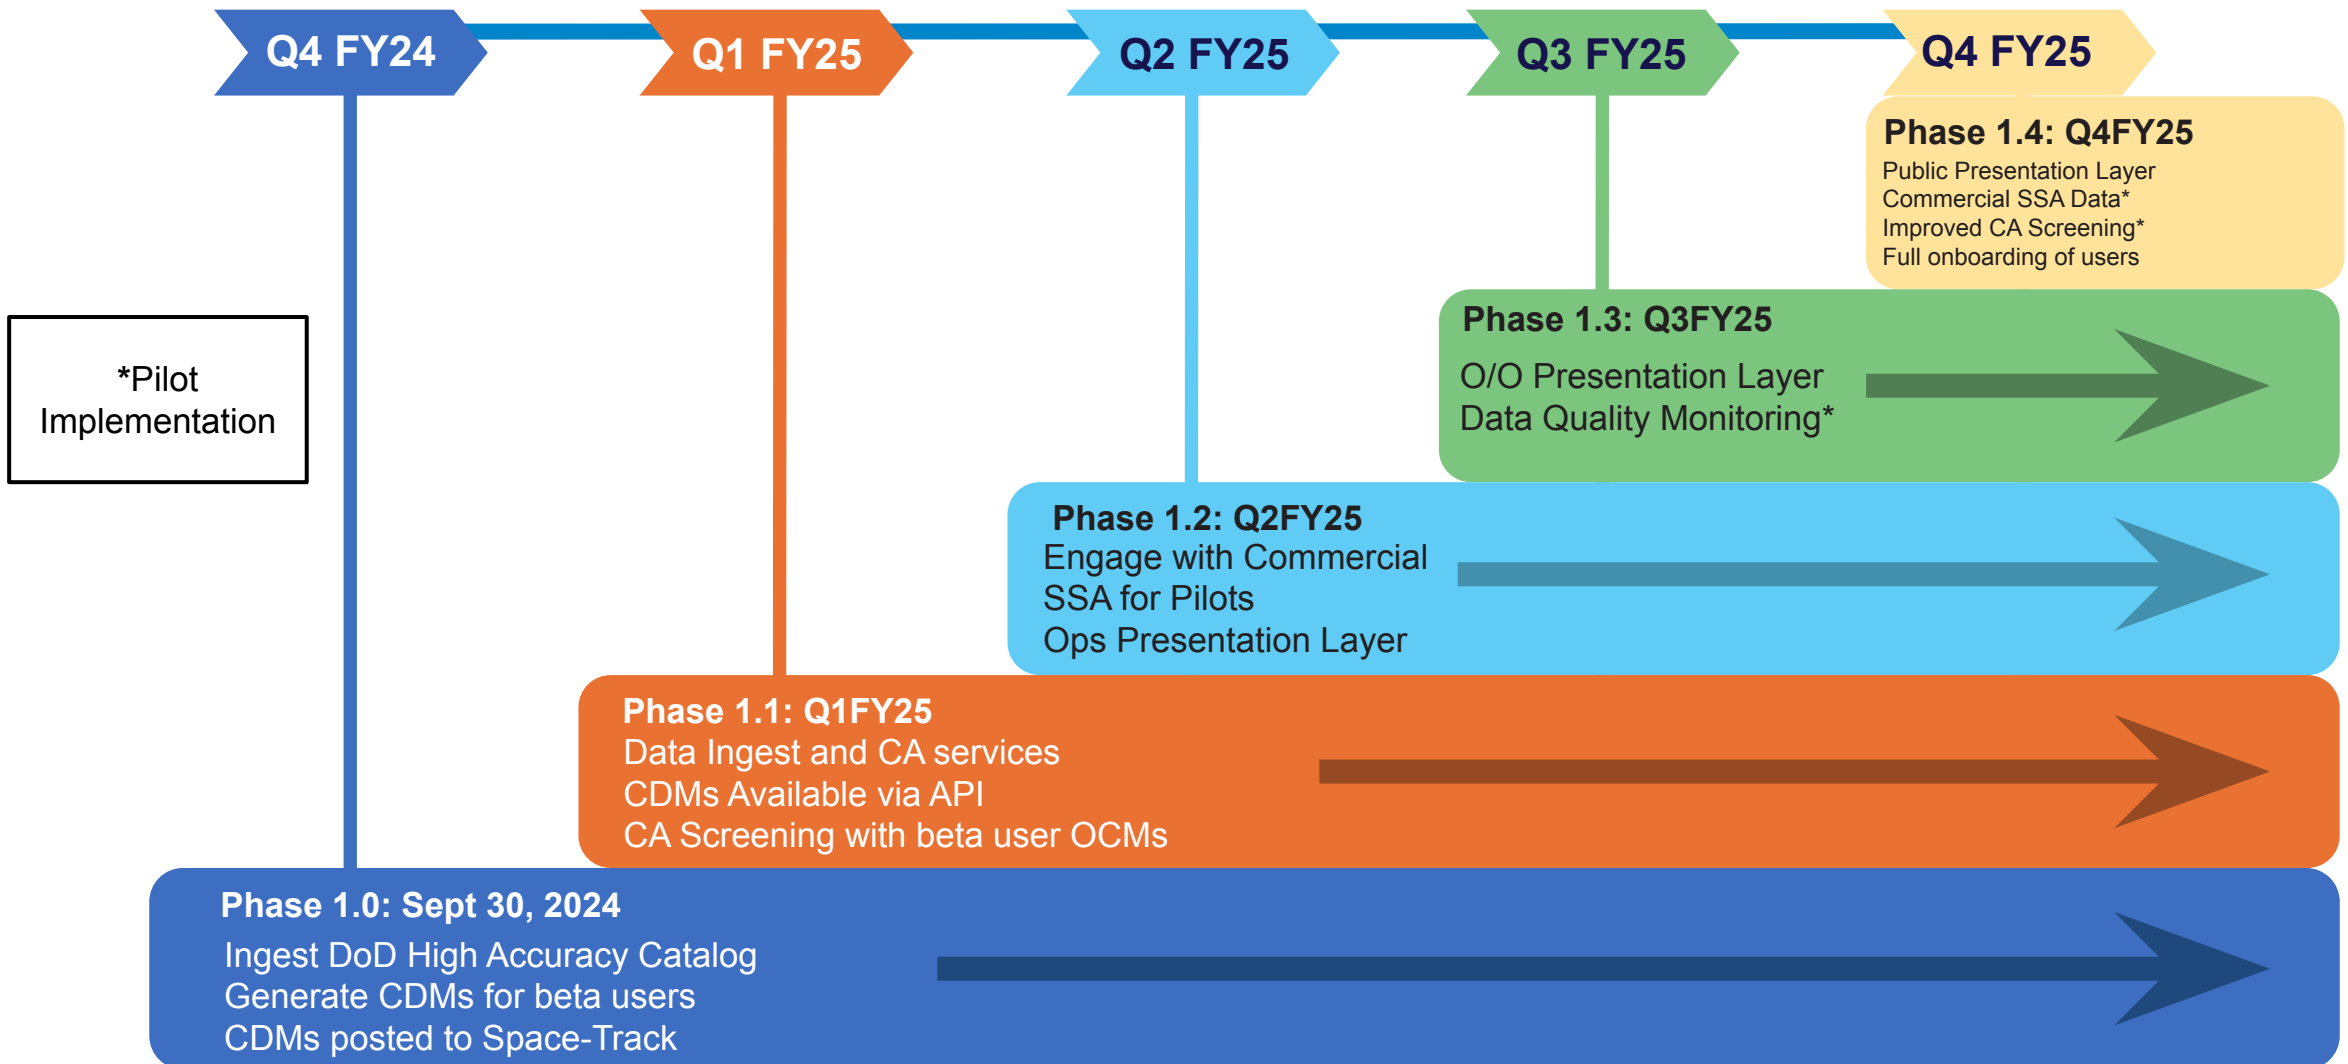 Q4 FY24
Q1 FY25
Q2 FY25
Q3 FY25
Q4 FY25
Phase 1.4: Q4FY25
Public Presentation Layer
Commercial SSA Data*
Improved CA Screening*
Full onboarding of users
*Pilot
Implementation
Phase 1.3: Q3FY25
O/O Presentation Layer
Data Quality Monitoring*
Phase 1.2: Q2FY25
Engage with Commercial
SSA for Pilots
Ops Presentation Layer
Phase 1.1: Q1FY25
Data Ingest and CA services
CDMs Available via API
CA Screening with beta user OCMs
Phase 1.0: Sept 30, 2024
Ingest DoD High Accuracy Catalog
Generate CDMs for beta users
CDMs posted to Space-Track